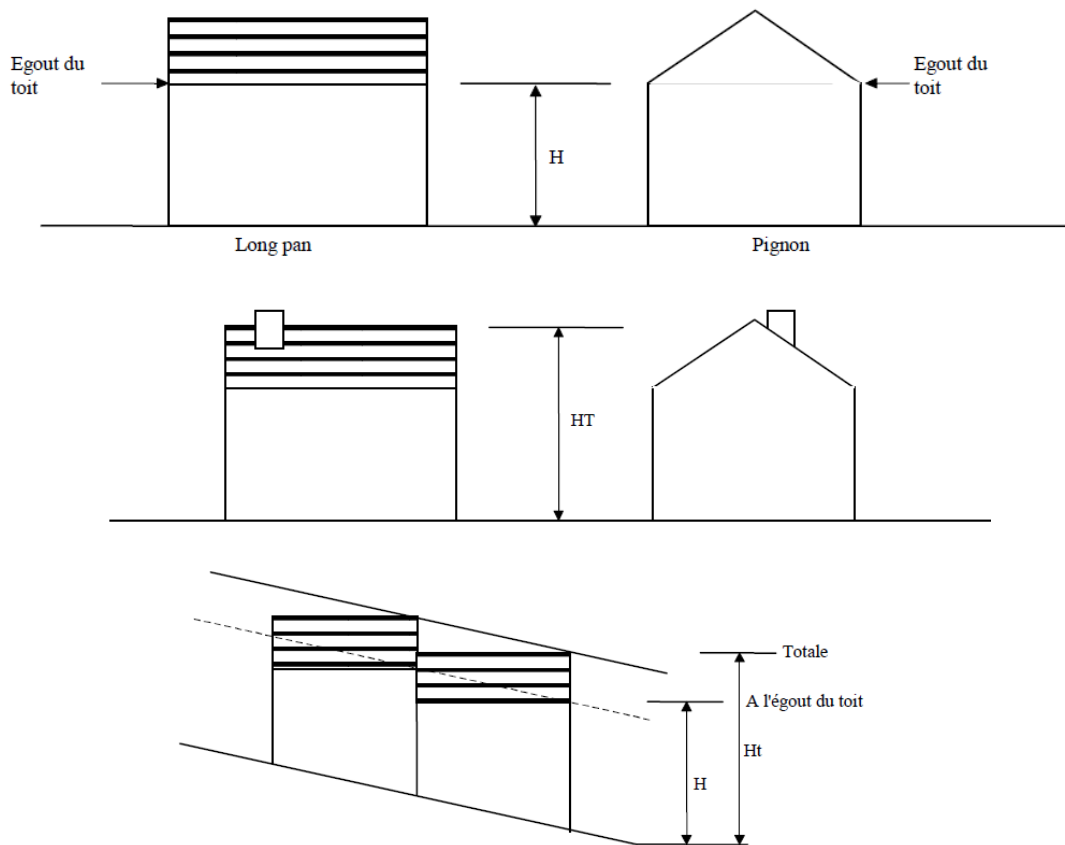 Egout du
toit
H
Egout du
toit
Long pan
Pignon
HT
Totale
A l'égout du toit
Ht
H